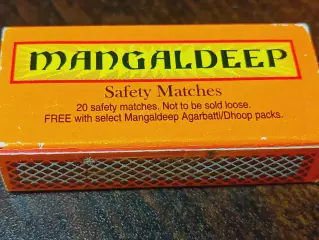 MANGALDEEP
Safety Matches
20 safety matches. Not to be sold loose.
FREE with select Mangaldeep Agarbatti/Dhoop packs.